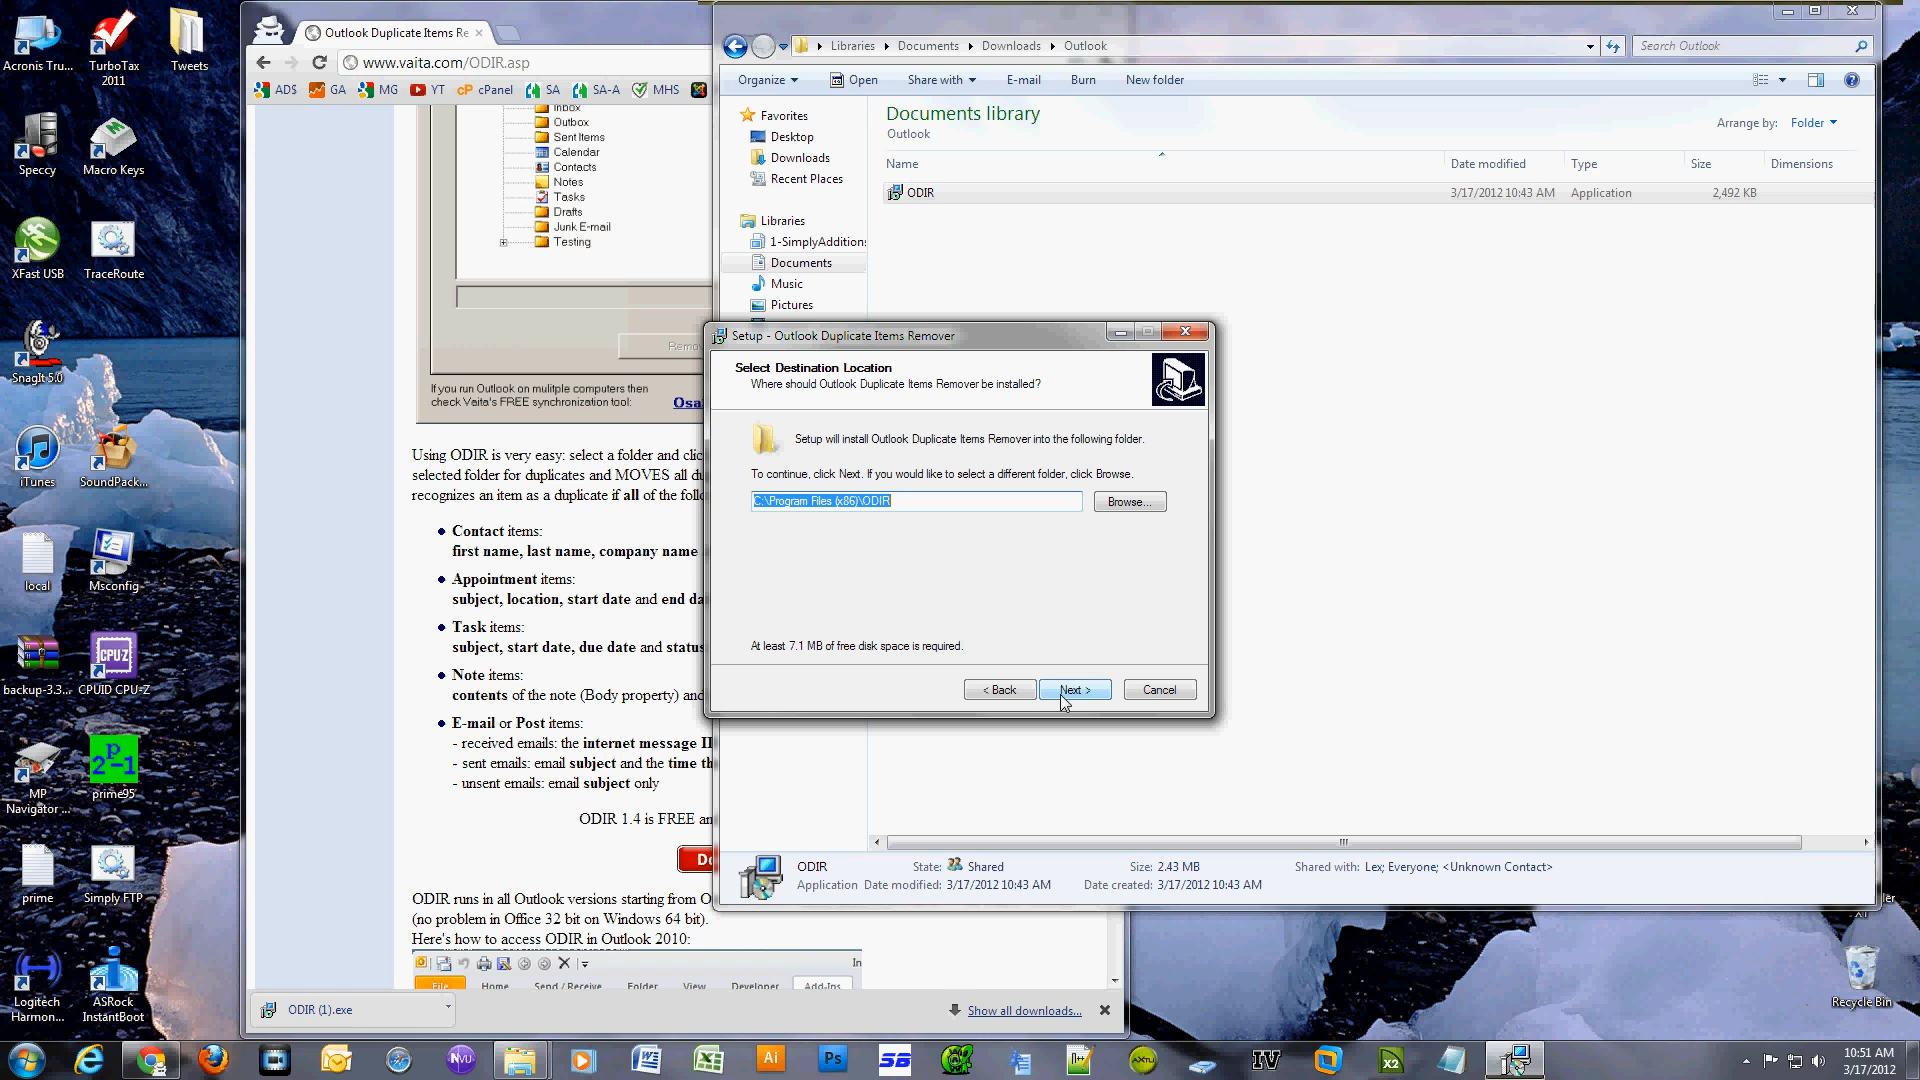 Acronis Tru...
TurboTax
2011
Tweets
Speccy
Macro Keys
XFast USB
TraceRoute
SnagIt 5.0
iTunes
SoundPack...
local
Msconfig
backup-3.3...
CPUID CPU-Z
MP
Navigator ...
prime95
prime
Simply FTP
Logitech
Harmon...
ASRock
InstantBoot
Outlook Duplicate Items Re
www.vaita.com/ODIR.asp
ADS
GA
MG
YT
cPanel
SA
SA-A
MHS
Inbox
Outbox
Sent Items
Calendar
Contacts
Notes
Tasks
Drafts
Junk E-mail
Testing
Remo
If you run Outlook on mulitple computers then
check Vaita's FREE synchronization tool: Osa
Using ODIR is very easy: select a folder and clic
selected folder for duplicates and MOVES all du
recognizes an item as a duplicate if all of the follo
Contact items:
first name, last name, company name
Appointment items:
subject, location, start date and end da
Task items:
subject, start date, due date and status
Note items:
contents of the note (Body property) and
E-mail or Post items:
- received emails: the internet message ID
- sent emails: email subject and the time th
- unsent emails: email subject only
ODIR 1.4 is FREE an
Do
ODIR runs in all Outlook versions starting from O
(no problem in Office 32 bit on Windows 64 bit).
Here's how to access ODIR in Outlook 2010:
In
File Home Send / Receive Folder View Developer Add-Ins
ODIR (1).exe
Show all downloads...
Libraries Documents Downloads Outlook
Search Outlook
Organize Open Share with E-mail Burn New folder
Favorites
Desktop
Downloads
Recent Places
Libraries
1-SimplyAddition:
Documents
Music
Pictures
Documents library
Outlook
Arrange by: Folder
Name Date modified Type Size Dimensions
ODIR 3/17/2012 10:43 AM Application 2,492 KB
Setup - Outlook Duplicate Items Remover
Select Destination Location
Where should Outlook Duplicate Items Remover be installed?
Setup will install Outlook Duplicate Items Remover into the following folder.
To continue, click Next. If you would like to select a different folder, click Browse.
C:\Program Files (x86)\ODIR
Browse...
At least 7.1 MB of free disk space is required.
< Back
Next >
Cancel
ODIR State: Shared Size: 2.43 MB Shared with: Lex; Everyone; <Unknown Contact>
Application Date modified: 3/17/2012 10:43 AM Date created: 3/17/2012 10:43 AM
Recycle Bin
10:51 AM
3/17/2012